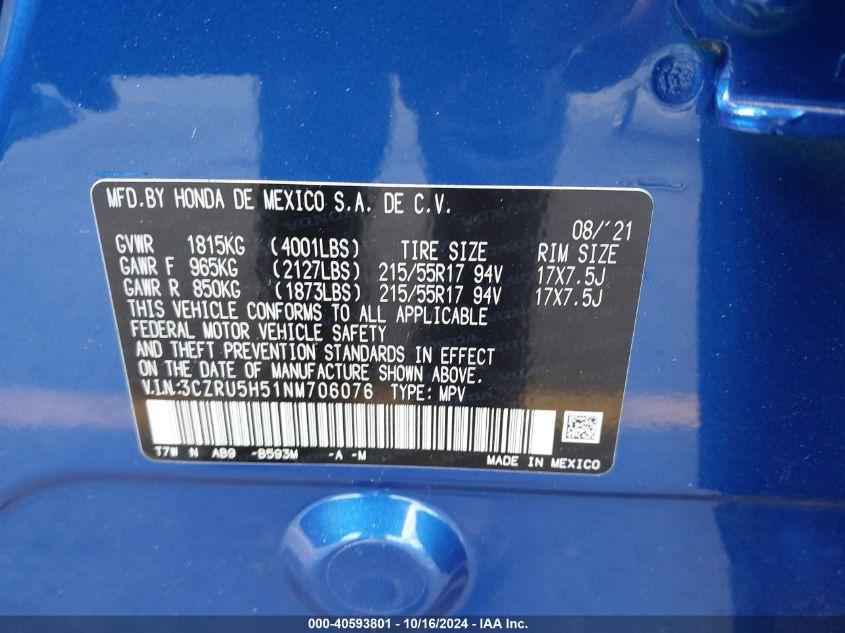 MFD.BY HONDA DE MEXICO S.A. DE C.V.
08/'21
GVWR 1815KG (4001LBS) TIRE SIZE RIM SIZE
GAWR F 965KG (2127LBS) 215/55R17 94V 17X7.5J
GAWR R 850KG (1873LBS) 215/55R17 94V 17X7.5J
THIS VEHICLE CONFORMS TO ALL APPLICABLE
FEDERAL MOTOR VEHICLE SAFETY
AND THEFT PREVENTION STANDARDS IN EFFECT
ON THE DATE OF MANUFACTURE SHOWN ABOVE.
V.I.N.:3CZRU5H51NM706076 TYPE: MPV
T7W N AB9 -B593M -A -M
MADE IN MEXICO
000-40593801 - 10/16/2024 - IAA Inc.